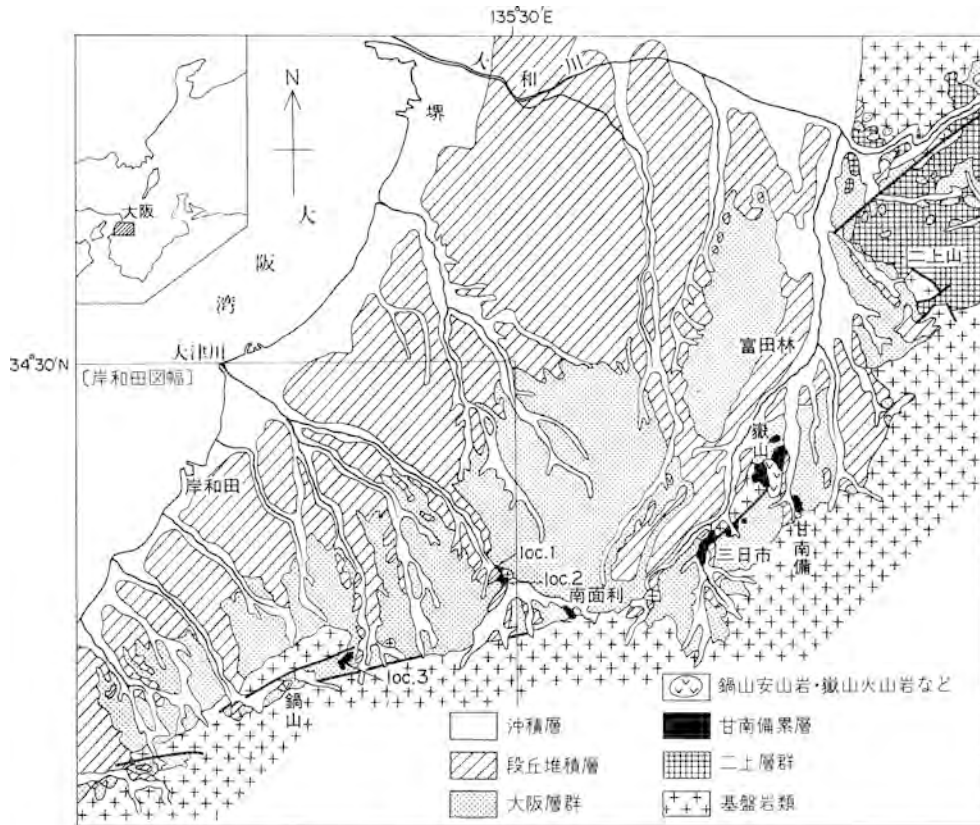 135°30′E
大和川
N
堺
大阪
大阪湾
二上山
富田林
大津川
34°30′N
[岸和田図幅]
嶽山
岸和田
甘南備
三日市
loc.1
loc.2
南面利
loc.3
鍋山
鍋山安山岩・嶽山火山岩など
沖積層
甘南備累層
段丘堆積層
二上層群
大阪層群
基盤岩類